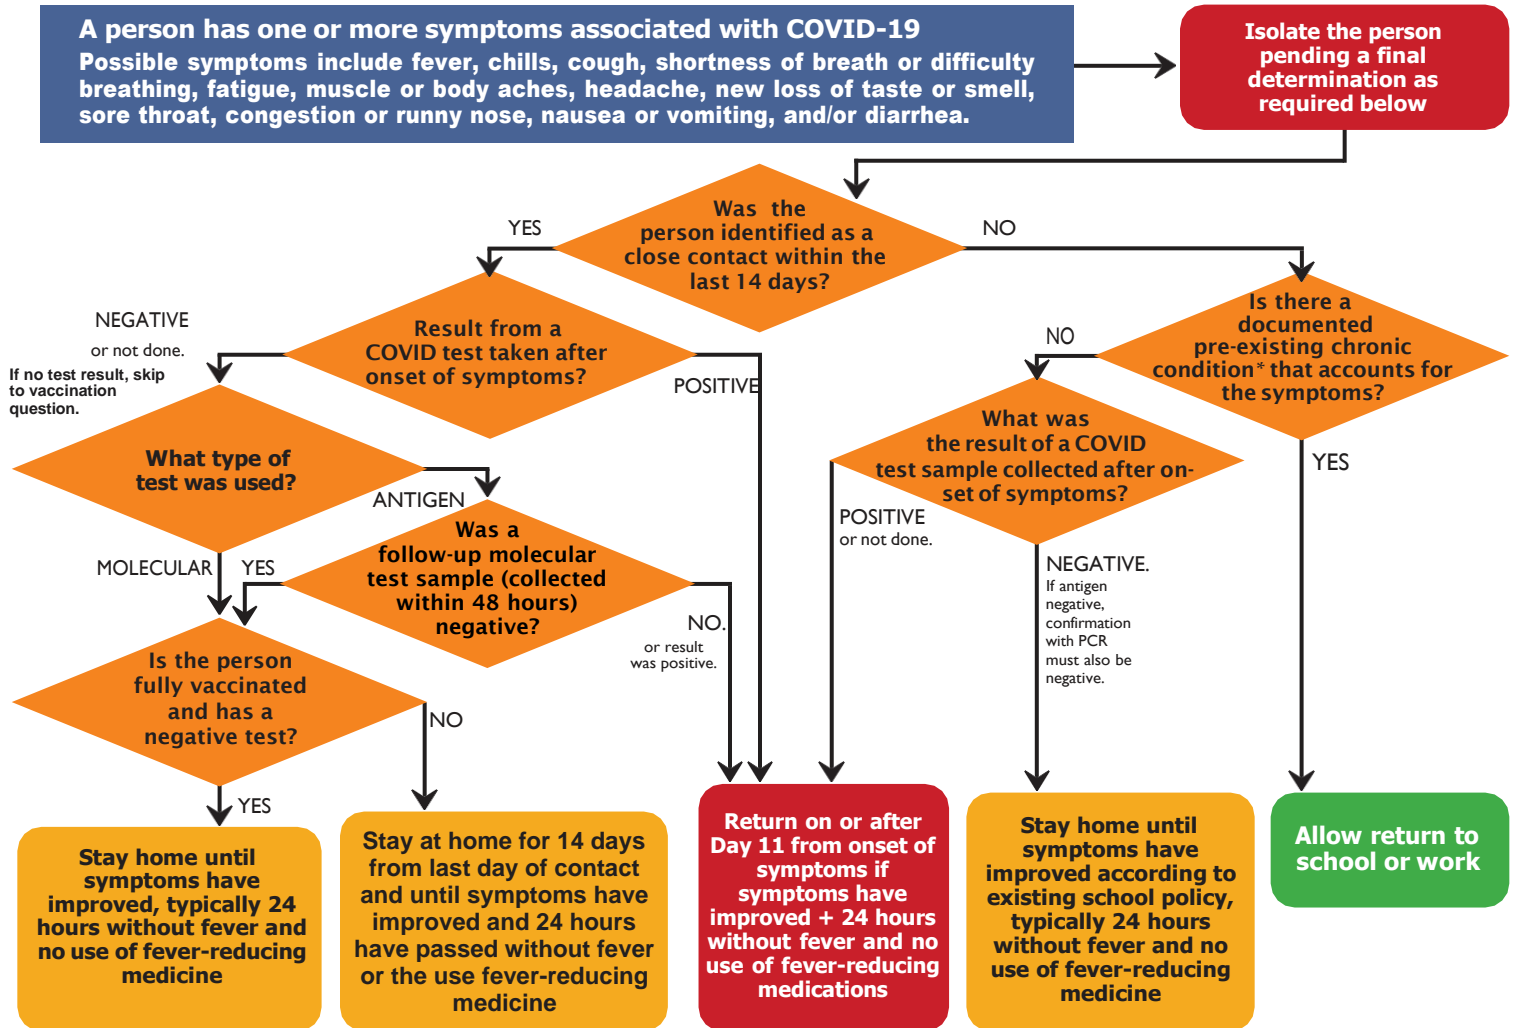 A person has one or more symptoms associated with COVID-19
Possible symptoms include fever, chills, cough, shortness of breath or difficulty
breathing, fatigue, muscle or body aches, headache, new loss of taste or smell,
sore throat, congestion or runny nose, nausea or vomiting, and/or diarrhea.
Isolate the person
pending a final
determination as
required below
Was the
person identified as a
close contact within the
last 14 days?
YES
NO
Result from a
COVID test taken after
onset of symptoms?
NEGATIVE
or not done.
If no test result, skip
to vaccination
question.
POSITIVE
Is there a
documented
pre-existing chronic
condition* that accounts for
the symptoms?
NO
YES
What was
the result of a COVID
test sample collected after on-
set of symptoms?
POSITIVE
or not done.
NEGATIVE.
If antigen
negative,
confirmation
with PCR
must also be
negative.
What type of
test was used?
ANTIGEN
MOLECULAR
Was a
follow-up molecular
test sample (collected
within 48 hours)
negative?
YES
NO.
or result
was positive.
Is the person
fully vaccinated
and has a
negative test?
NO
YES
Stay home until
symptoms have
improved, typically 24
hours without fever and
no use of fever-reducing
medicine
Stay at home for 14 days
from last day of contact
and until symptoms have
improved and 24 hours
have passed without fever
or the use fever-reducing
medicine
Return on or after
Day 11 from onset of
symptoms if
symptoms have
improved + 24 hours
without fever and no
use of fever-reducing
medications
Stay home until
symptoms have
improved according to
existing school policy,
typically 24 hours
without fever and no
use of fever-reducing
medicine
Allow return to
school or work